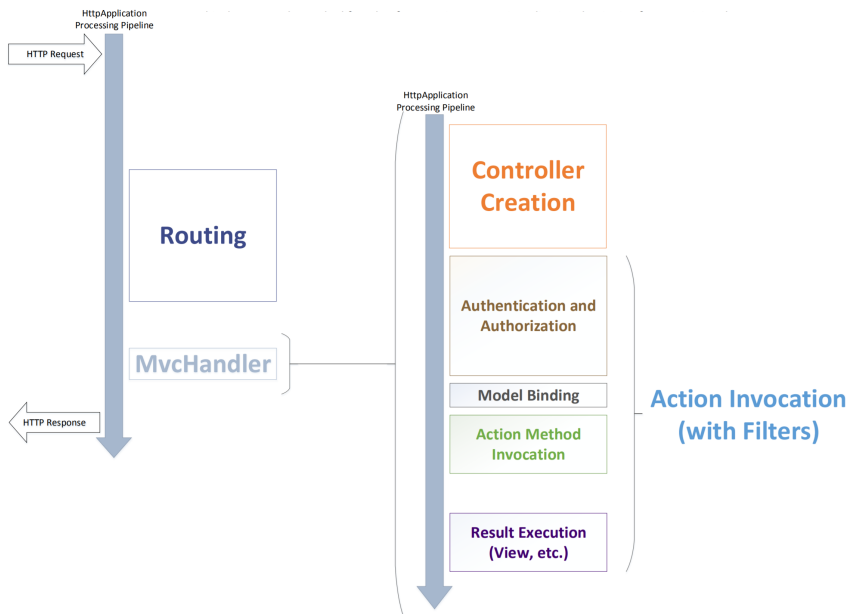 HttpApplication
Processing Pipeline
HTTP Request
Routing
MvcHandler
HTTP Response
HttpApplication
Processing Pipeline
Controller
Creation
Authentication and
Authorization
Model Binding
Action Method
Invocation
Result Execution
(View, etc.)
Action Invocation
(with Filters)